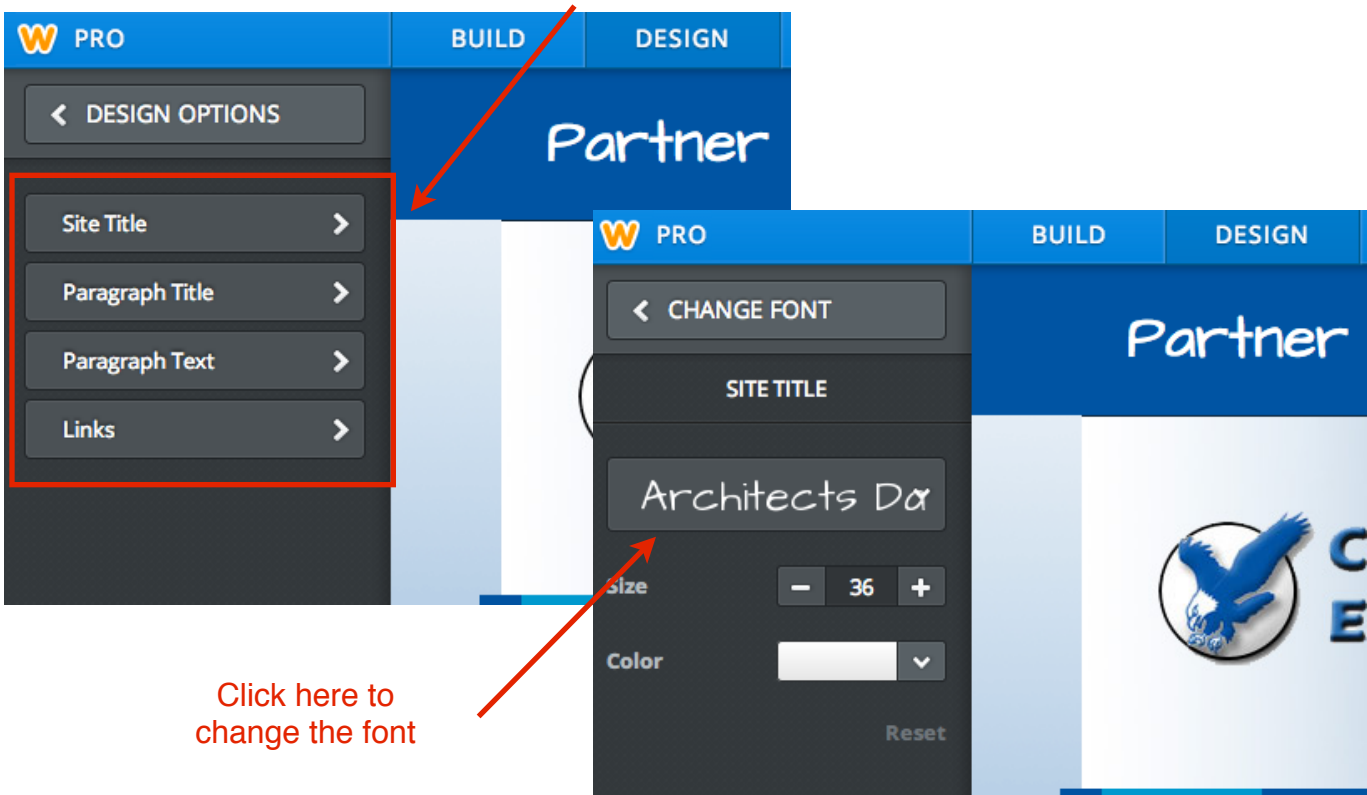 W PRO BUILD DESIGN
DESIGN OPTIONS
Partner
Site Title
Paragraph Title
Paragraph Text
Links
W PRO BUILD DESIGN
CHANGE FONT
Partner
SITE TITLE
Architects Da
Size 36
Color
Reset
C
E
Click here to
change the font